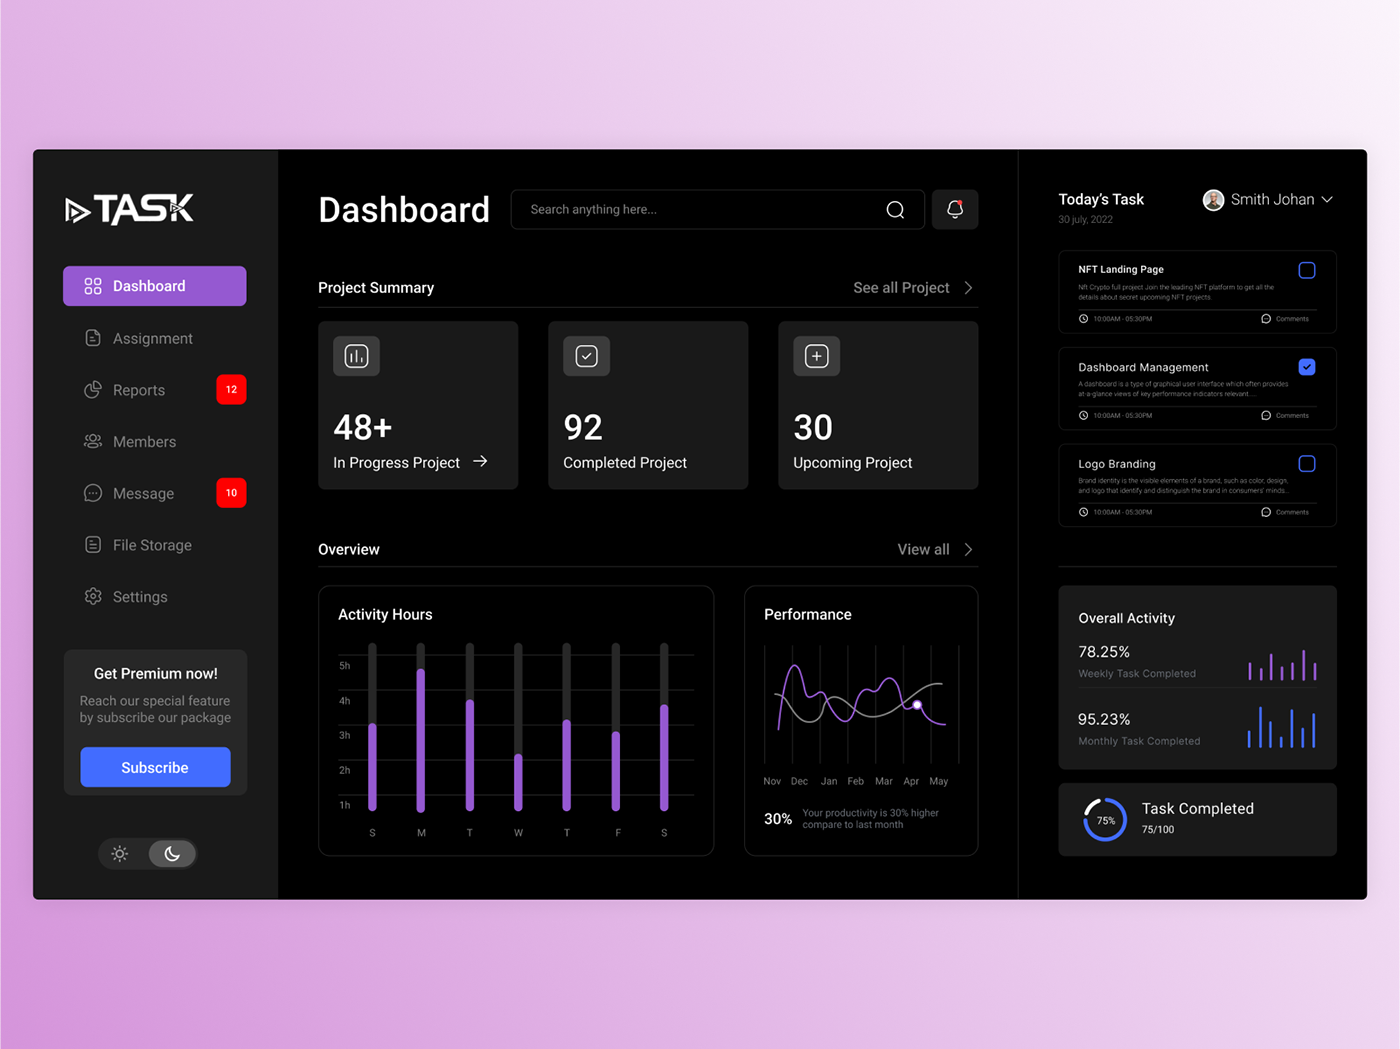 TASK
Dashboard
Assignment
Reports
12
Members
Message
10
File Storage
Settings
Get Premium now!
Reach our special feature
by subscribe our package
Subscribe
Dashboard
Search anything here...
Project Summary
See all Project
48+
In Progress Project
92
Completed Project
30
Upcoming Project
Overview
View all
Activity Hours
5h
4h
3h
2h
1h
S M T W T F S
Performance
Nov Dec Jan Feb Mar Apr May
30%
Your productivity is 30% higher
compare to last month
Today's Task
30 july, 2022
Smith Johan
NFT Landing Page
Nft Crypto full project Join the leading NFT platform to get all the
details about secret upcoming NFT projects
10:00AM - 05:30PM
Comments
Dashboard Management
A dashboard is a type of graphical user interface which often provides
at-a-glance views of key performance indicators relevant....
10:00AM - 05:30PM
Comments
Logo Branding
Brand identity is the visible elements of a brand, such as color, design,
and logo that identify and distinguish the brand in consumers' minds...
10:00AM - 05:30PM
Comments
Overall Activity
78.25%
Weekly Task Completed
95.23%
Monthly Task Completed
75%
Task Completed
75/100